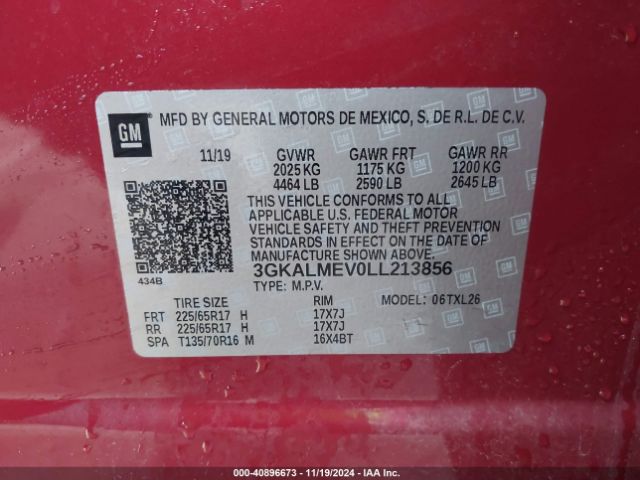 GM
MFD BY GENERAL MOTORS DE MEXICO, S. DE R.L. DE C.V.
11/19 GVWR GAWR FRT GAWR RR
2025 KG 1175 KG 1200 KG
4464 LB 2590 LB 2645 LB
THIS VEHICLE CONFORMS TO ALL
APPLICABLE U.S. FEDERAL MOTOR
VEHICLE SAFETY AND THEFT PREVENTION
STANDARDS IN EFFECT ON THE DATE OF
MANUFACTURE SHOWN ABOVE.
434B 3GKALMEV0LL213856
TYPE: M.P.V. MODEL: 06TXL26
TIRE SIZE RIM
FRT 225/65R17 H 17X7J
RR 225/65R17 H 17X7J
SPA T135/70R16 M 16X4BT
000-40896673 - 11/19/2024 - IAA Holdings, LLC.